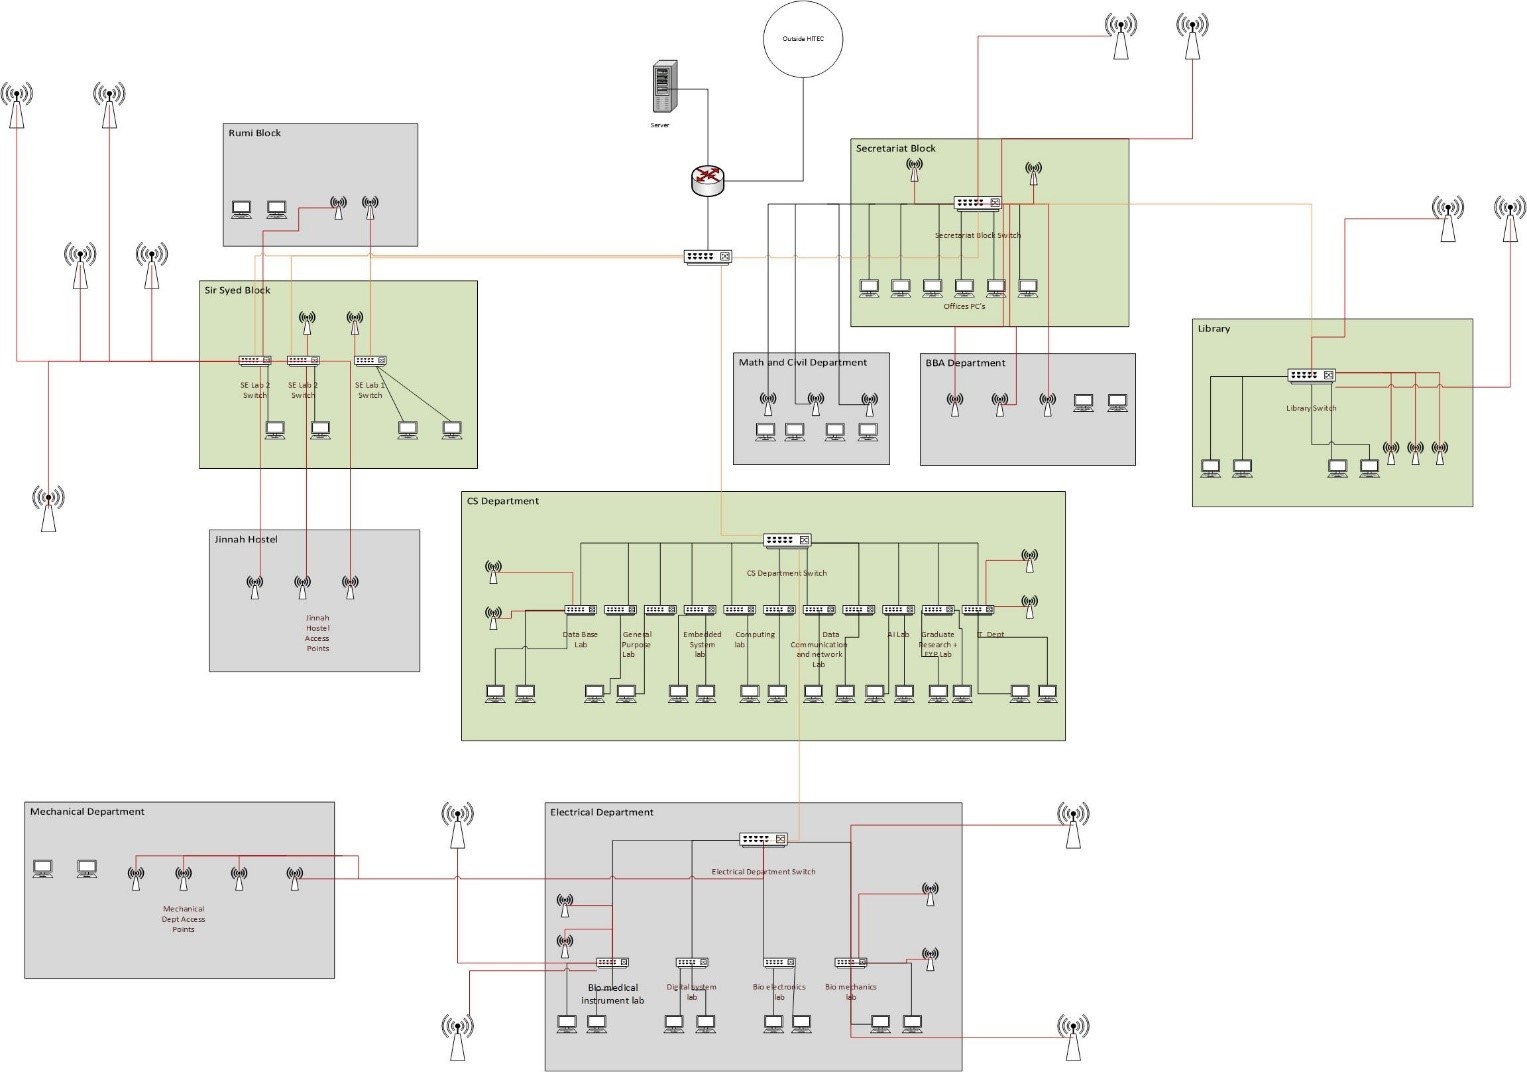 Outside HITEC
Server
Rumi Block
Secretariat Block
Secretariat Block Switch
Offices PC's
Sir Syed Block
SE Lab 2
Switch
SE Lab 2
Switch
SE Lab 1
Switch
Math and Civil Department
BBA Department
Library
Library Switch
CS Department
CS Department Switch
Data Base
Lab
General
Purpose
Lab
Embedded
System
lab
Computing
lab
Data
Communication
and network
Lab
AI Lab
Graduate
Research +
FYP Lab
IT Dept
Jinnah Hostel
Jinnah
Hostel
Access
Points
Mechanical Department
Mechanical
Dept Access
Points
Electrical Department
Electrical Department Switch
Bio medical
instrument lab
Digital system
lab
Bio electronics
lab
Bio mechanics
lab